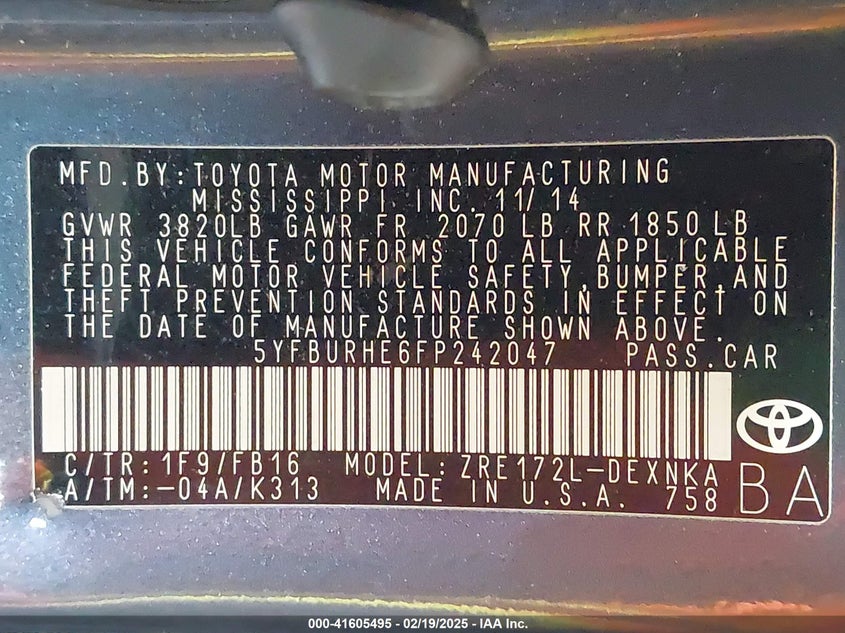 MFD.BY:TOYOTA MOTOR MANUFACTURING
MISSISSIPPI INC. 11/14
GVWR 3820LB GAWR FR 2070 LB RR 1850 LB
THIS VEHICLE CONFORMS TO ALL APPLICABLE
FEDERAL MOTOR VEHICLE SAFETY,BUMPER,AND
THEFT PREVENTION STANDARDS IN EFFECT ON
THE DATE OF MANUFACTURE SHOWN ABOVE.
5YFBURHE6FP242047 PASS.CAR
C/TR:1F9/FB16 MODEL:ZRE172L-DEXNKA
A/TM:-04A/K313 MADE IN U.S.A. 758
BA
000-41605495 - 02/19/2025 - IAA Inc.